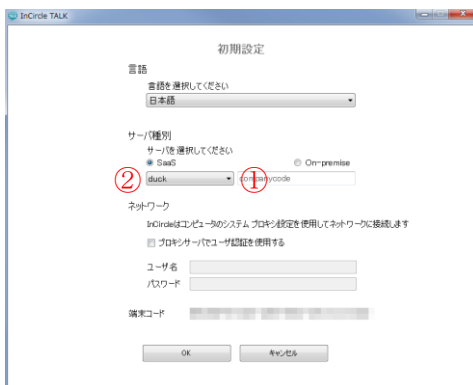 InCircle TALK
初期設定
言語
言語を選択してください
日本語
サーバ種別
サーバを選択してください
SaaS On-premise
② duck ① companycode
ネットワーク
InCircleはコンピュータのシステム プロキシ設定を使用してネットワークに接続します
プロキシサーバでユーザ認証を使用する
ユーザ名
パスワード
端末コード
OK キャンセル